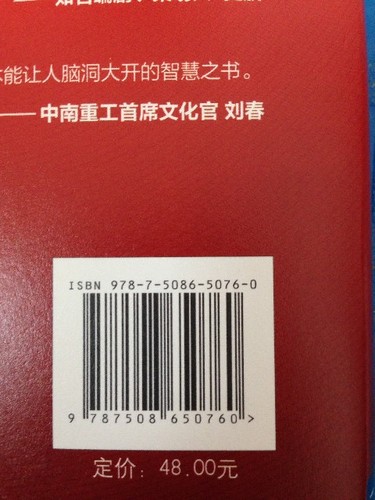 能让人脑洞大开的智慧之书。
——中南重工首席文化官 刘春
ISBN 978-7-5086-5076-0
9 787508 650760 >
定价：48.00元